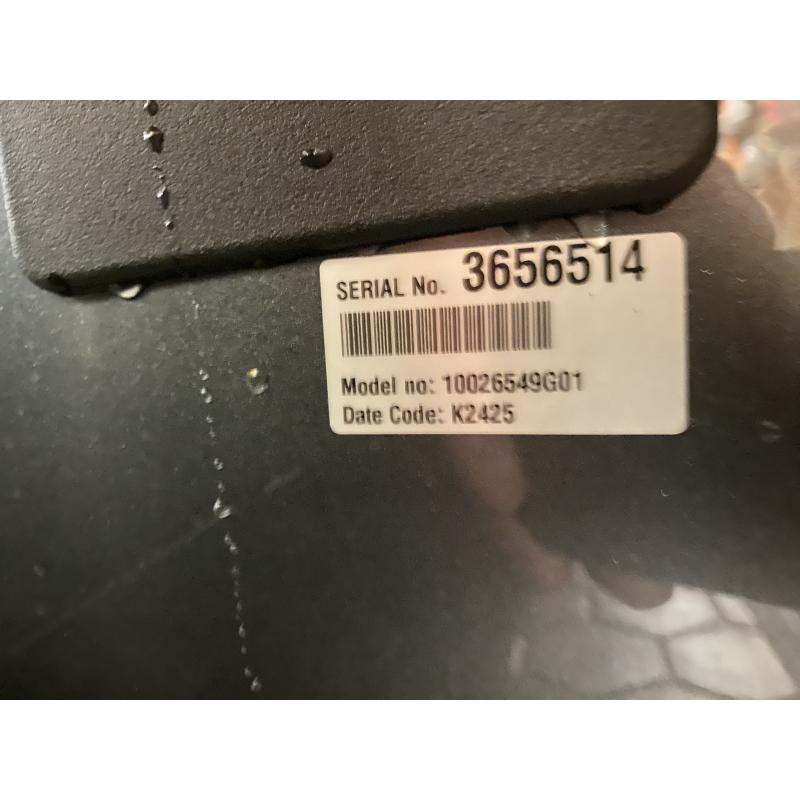 SERIAL No. 3656514
Model no: 10026549G01
Date Code: K2425